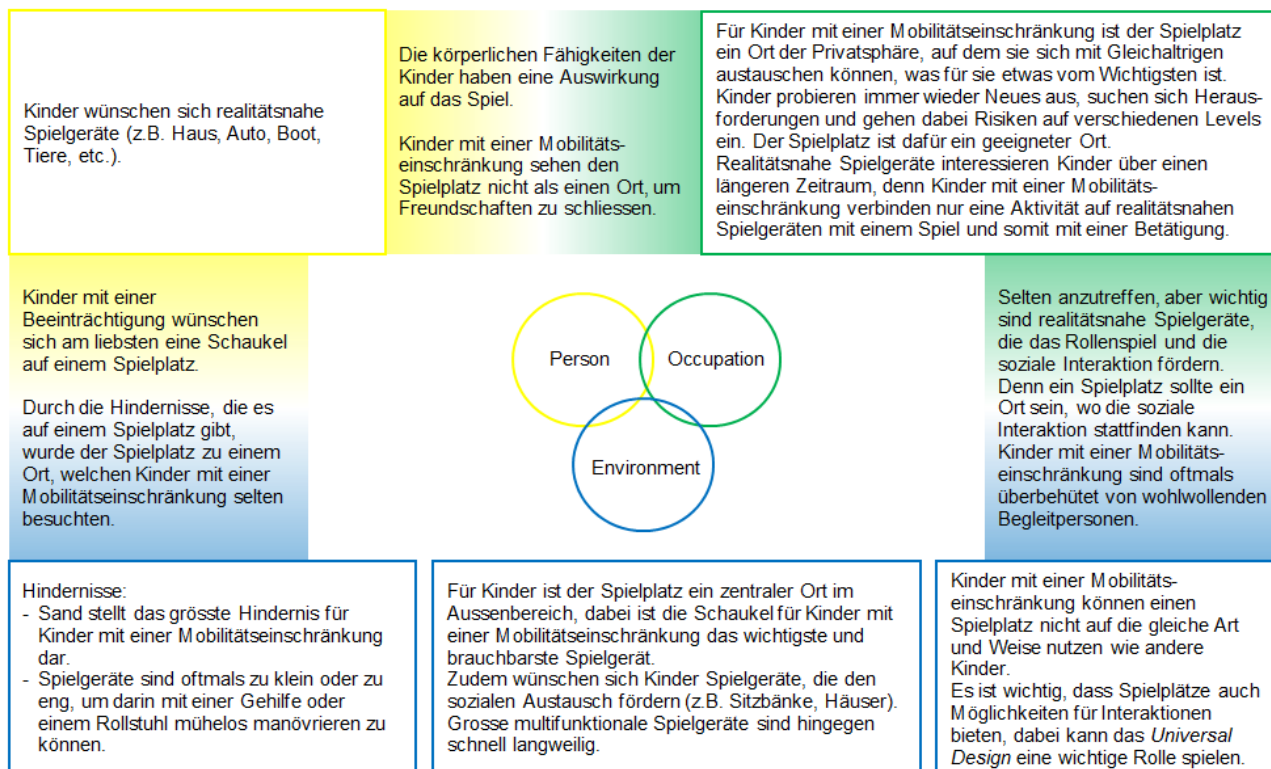 Kinder wünschen sich realitätsnahe
Spielgeräte (z.B. Haus, Auto, Boot,
Tiere, etc.).
Die körperlichen Fähigkeiten der
Kinder haben eine Auswirkung
auf das Spiel.
Kinder mit einer Mobilitäts-
einschränkung sehen den
Spielplatz nicht als einen Ort, um
Freundschaften zu schliessen.
Für Kinder mit einer Mobilitätseinschränkung ist der Spielplatz
ein Ort der Privatsphäre, auf dem sie sich mit Gleichaltrigen
austauschen können, was für sie etwas vom Wichtigsten ist.
Kinder probieren immer wieder Neues aus, suchen sich Heraus-
forderungen und gehen dabei Risiken auf verschiedenen Levels
ein. Der Spielplatz ist dafür ein geeigneter Ort.
Realitätsnahe Spielgeräte interessieren Kinder über einen
längeren Zeitraum, denn Kinder mit einer Mobilitäts-
einschränkung verbinden nur eine Aktivität auf realitätsnahen
Spielgeräten mit einem Spiel und somit mit einer Betätigung.
Kinder mit einer
Beeinträchtigung wünschen
sich am liebsten eine Schaukel
auf einem Spielplatz.
Durch die Hindernisse, die es
auf einem Spielplatz gibt,
wurde der Spielplatz zu einem
Ort, welchen Kinder mit einer
Mobilitätseinschränkung selten
besuchten.
Person
Occupation
Environment
Selten anzutreffen, aber wichtig
sind realitätsnahe Spielgeräte,
die das Rollenspiel und die
soziale Interaktion fördern.
Denn ein Spielplatz sollte ein
Ort sein, wo die soziale
Interaktion stattfinden kann.
Kinder mit einer Mobilitäts-
einschränkung sind oftmals
überbehütet von wohlwollenden
Begleitpersonen.
Hindernisse:
- Sand stellt das grösste Hindernis für
Kinder mit einer Mobilitätseinschränkung
dar.
- Spielgeräte sind oftmals zu klein oder zu
eng, um darin mit einer Gehilfe oder
einem Rollstuhl mühelos manövrieren zu
können.
Für Kinder ist der Spielplatz ein zentraler Ort im
Aussenbereich, dabei ist die Schaukel für Kinder mit
einer Mobilitätseinschränkung das wichtigste und
brauchbarste Spielgerät.
Zudem wünschen sich Kinder Spielgeräte, die den
sozialen Austausch fördern (z.B. Sitzbänke, Häuser).
Grosse multifunktionale Spielgeräte sind hingegen
schnell langweilig.
Kinder mit einer Mobilitäts-
einschränkung können einen
Spielplatz nicht auf die gleiche Art
und Weise nutzen wie andere
Kinder.
Es ist wichtig, dass Spielplätze auch
Möglichkeiten für Interaktionen
bieten, dabei kann das Universal
Design eine wichtige Rolle spielen.